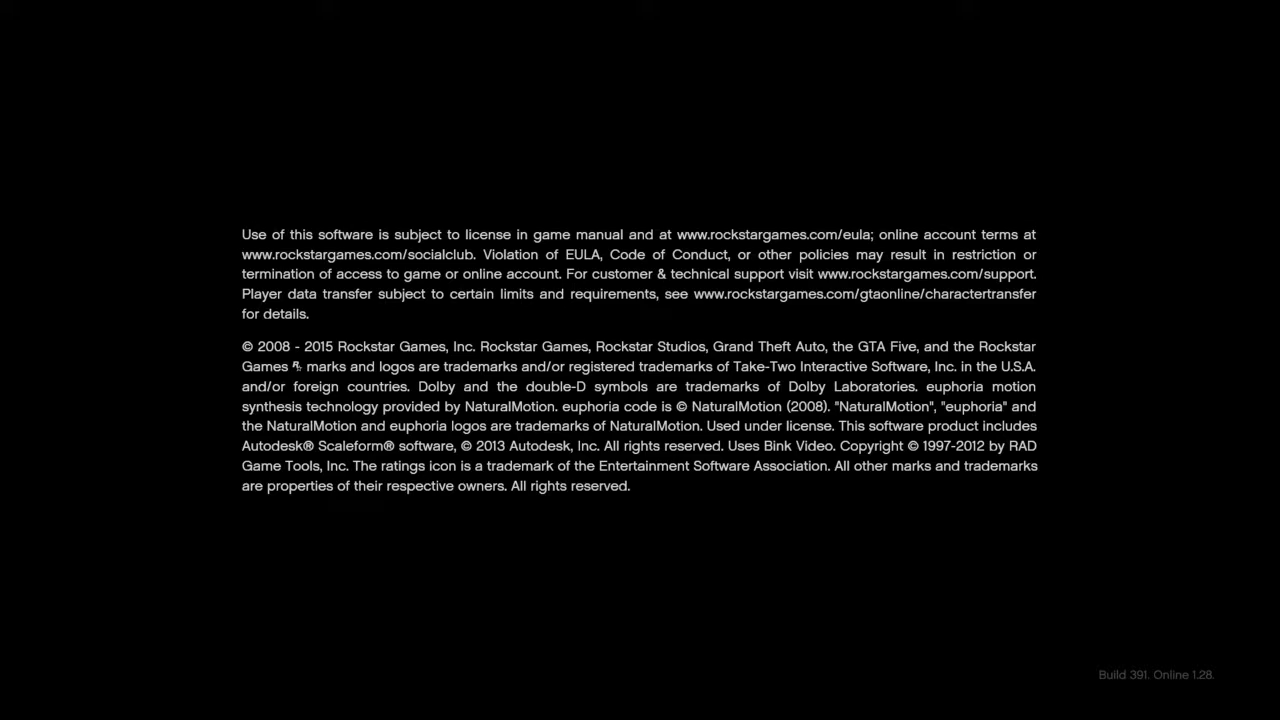 Use of this software is subject to license in game manual and at www.rockstargames.com/eula; online account terms at
www.rockstargames.com/socialclub. Violation of EULA, Code of Conduct, or other policies may result in restriction or
termination of access to game or online account. For customer & technical support visit www.rockstargames.com/support.
Player data transfer subject to certain limits and requirements, see www.rockstargames.com/gtaonline/charactertransfer
for details.
© 2008 - 2015 Rockstar Games, Inc. Rockstar Games, Rockstar Studios, Grand Theft Auto, the GTA Five, and the Rockstar
Games R* marks and logos are trademarks and/or registered trademarks of Take-Two Interactive Software, Inc. in the U.S.A.
and/or foreign countries. Dolby and the double-D symbols are trademarks of Dolby Laboratories. euphoria motion
synthesis technology provided by NaturalMotion. euphoria code is © NaturalMotion (2008). "NaturalMotion", "euphoria" and
the NaturalMotion and euphoria logos are trademarks of NaturalMotion. Used under license. This software product includes
Autodesk® Scaleform® software, © 2013 Autodesk, Inc. All rights reserved. Uses Bink Video. Copyright © 1997-2012 by RAD
Game Tools, Inc. The ratings icon is a trademark of the Entertainment Software Association. All other marks and trademarks
are properties of their respective owners. All rights reserved.
Build 391. Online 1.28.